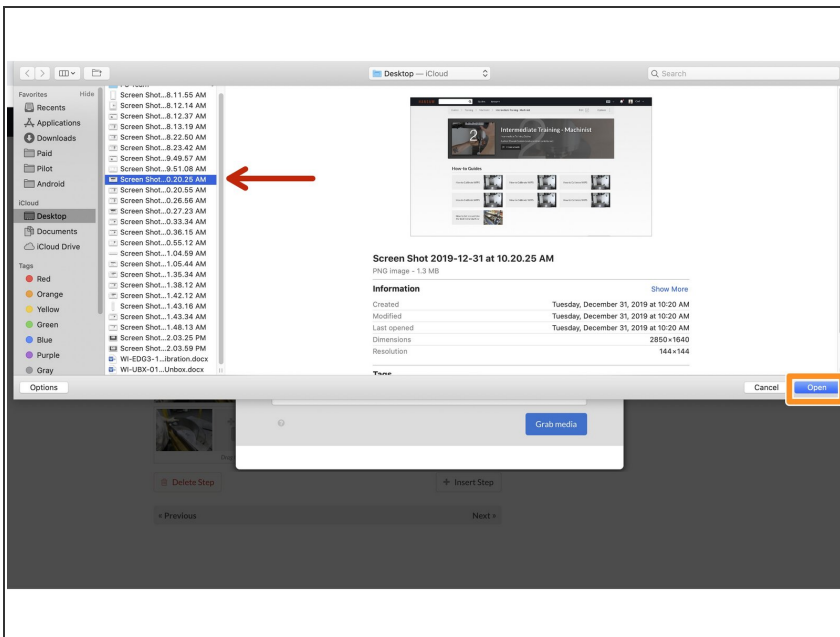 Desktop — iCloud
Search
Favorites Hide
Recents
Applications
Downloads
Paid
Pilot
Android
iCloud
Desktop
Documents
iCloud Drive
Tags
Red
Orange
Yellow
Green
Blue
Purple
Gray
Screen Shot...8.11.55 AM
Screen Shot...8.12.14 AM
Screen Shot...8.12.37 AM
Screen Shot...8.13.19 AM
Screen Shot...8.22.50 AM
Screen Shot...8.23.42 AM
Screen Shot...9.49.57 AM
Screen Shot...9.51.08 AM
Screen Shot...0.20.25 AM
Screen Shot...0.20.55 AM
Screen Shot...0.26.56 AM
Screen Shot...0.27.23 AM
Screen Shot...0.33.34 AM
Screen Shot...0.36.15 AM
Screen Shot...0.55.12 AM
Screen Shot...1.04.59 AM
Screen Shot...1.05.44 AM
Screen Shot...1.35.34 AM
Screen Shot...1.38.12 AM
Screen Shot...1.42.12 AM
Screen Shot...1.43.16 AM
Screen Shot...1.43.34 AM
Screen Shot...1.48.13 AM
Screen Shot...2.03.25 PM
Screen Shot...2.03.59 PM
WI-EDG3-1...ibration.docx
WI-UBX-01...Unbox.docx
2
Intermediate Training - Machinist
How-to Guides
Screen Shot 2019-12-31 at 10.20.25 AM
PNG image - 1.3 MB
Information Show More
Created Tuesday, December 31, 2019 at 10:20 AM
Modified Tuesday, December 31, 2019 at 10:20 AM
Last opened Tuesday, December 31, 2019 at 10:20 AM
Dimensions 2850×1640
Resolution 144×144
Tags
Options
Cancel Open
Grab media
Delete Step
+ Insert Step
« Previous Next »